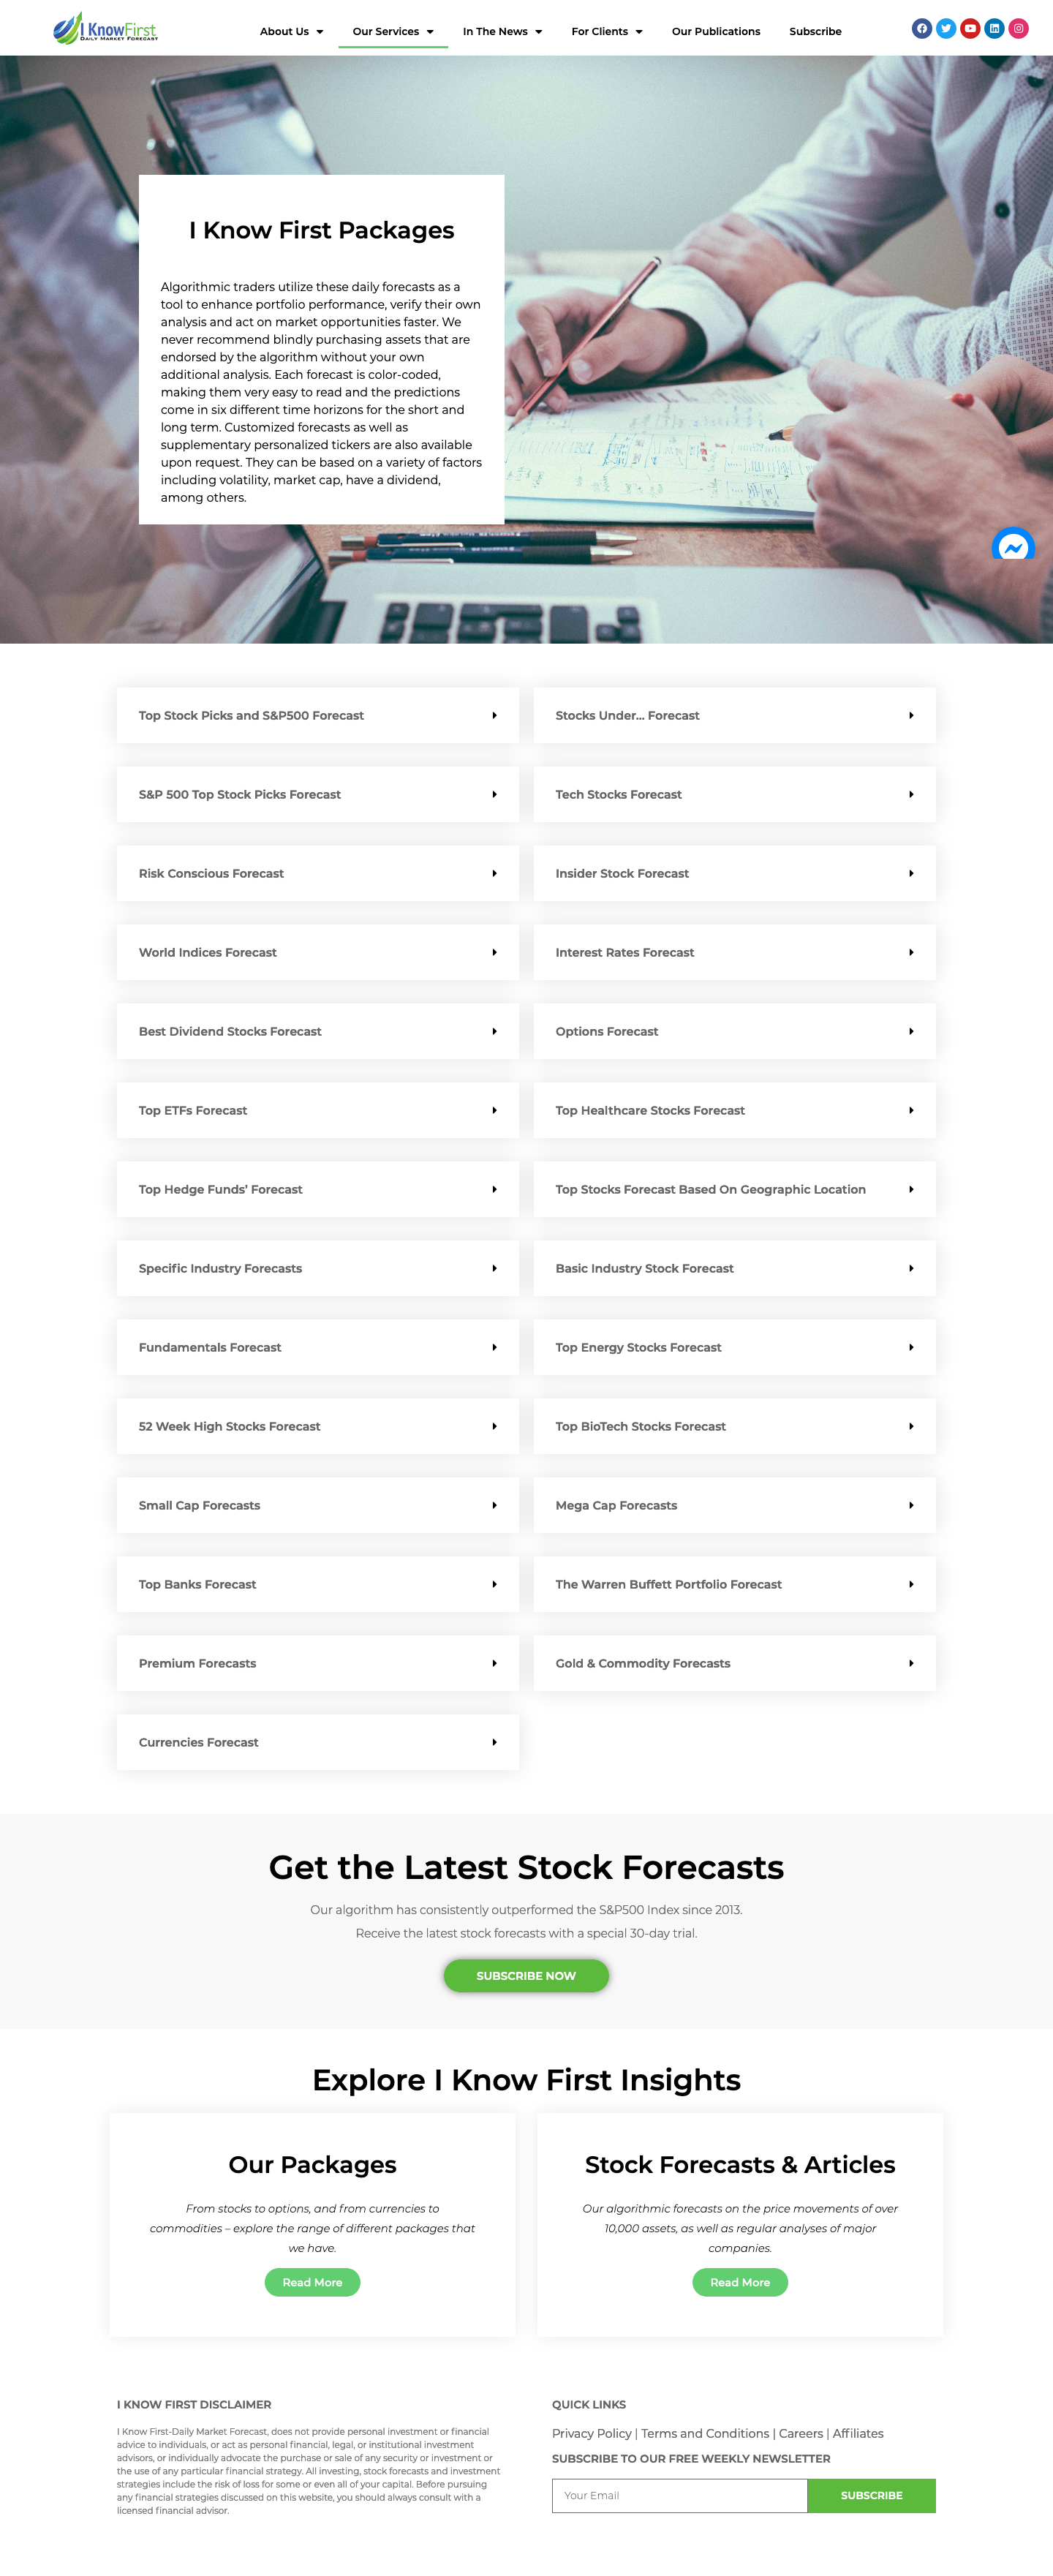 I KnowFirst
DAILY MARKET FORECAST
About Us
Our Services
In The News
For Clients
Our Publications
Subscribe
I Know First Packages
Algorithmic traders utilize these daily forecasts as a
tool to enhance portfolio performance, verify their own
analysis and act on market opportunities faster. We
never recommend blindly purchasing assets that are
endorsed by the algorithm without your own
additional analysis. Each forecast is color-coded,
making them very easy to read and the predictions
come in six different time horizons for the short and
long term. Customized forecasts as well as
supplementary personalized tickers are also available
upon request. They can be based on a variety of factors
including volatility, market cap, have a dividend,
among others.
Top Stock Picks and S&P500 Forecast
Stocks Under... Forecast
S&P 500 Top Stock Picks Forecast
Tech Stocks Forecast
Risk Conscious Forecast
Insider Stock Forecast
World Indices Forecast
Interest Rates Forecast
Best Dividend Stocks Forecast
Options Forecast
Top ETFs Forecast
Top Healthcare Stocks Forecast
Top Hedge Funds’ Forecast
Top Stocks Forecast Based On Geographic Location
Specific Industry Forecasts
Basic Industry Stock Forecast
Fundamentals Forecast
Top Energy Stocks Forecast
52 Week High Stocks Forecast
Top BioTech Stocks Forecast
Small Cap Forecasts
Mega Cap Forecasts
Top Banks Forecast
The Warren Buffett Portfolio Forecast
Premium Forecasts
Gold & Commodity Forecasts
Currencies Forecast
Get the Latest Stock Forecasts
Our algorithm has consistently outperformed the S&P500 Index since 2013.
Receive the latest stock forecasts with a special 30-day trial.
SUBSCRIBE NOW
Explore I Know First Insights
Our Packages
From stocks to options, and from currencies to
commodities – explore the range of different packages that
we have.
Read More
Stock Forecasts & Articles
Our algorithmic forecasts on the price movements of over
10,000 assets, as well as regular analyses of major
companies.
Read More
I KNOW FIRST DISCLAIMER
I Know First-Daily Market Forecast, does not provide personal investment or financial
advice to individuals, or act as personal financial, legal, or institutional investment
advisors, or individually advocate the purchase or sale of any security or investment or
the use of any particular financial strategy. All investing, stock forecasts and investment
strategies include the risk of loss for some or even all of your capital. Before pursuing
any financial strategies discussed on this website, you should always consult with a
licensed financial advisor.
QUICK LINKS
Privacy Policy | Terms and Conditions | Careers | Affiliates
SUBSCRIBE TO OUR FREE WEEKLY NEWSLETTER
Your Email
SUBSCRIBE